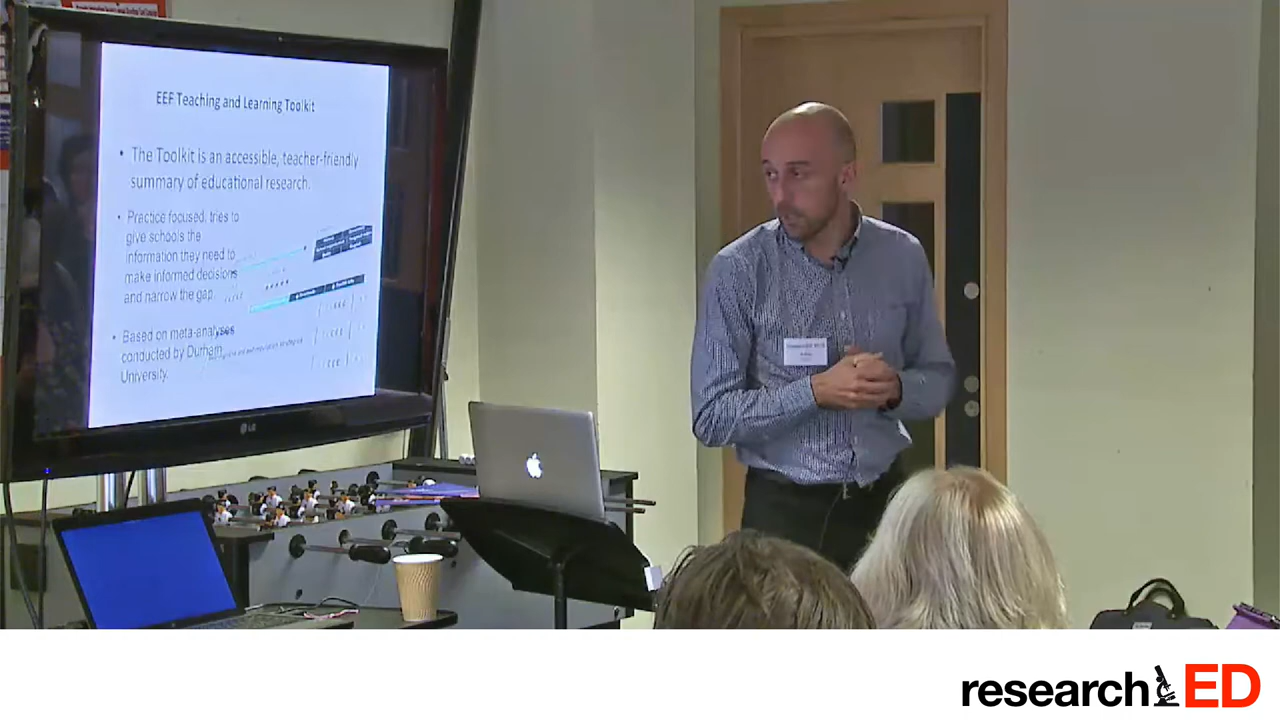 EEF Teaching and Learning Toolkit
• The Toolkit is an accessible, teacher-friendly
summary of educational research.
• Practice focused, tries to
give schools the
information they need to
make informed decisions
and narrow the gap.
• Based on meta-analyses
conducted by Durham
University.
LG
researchED